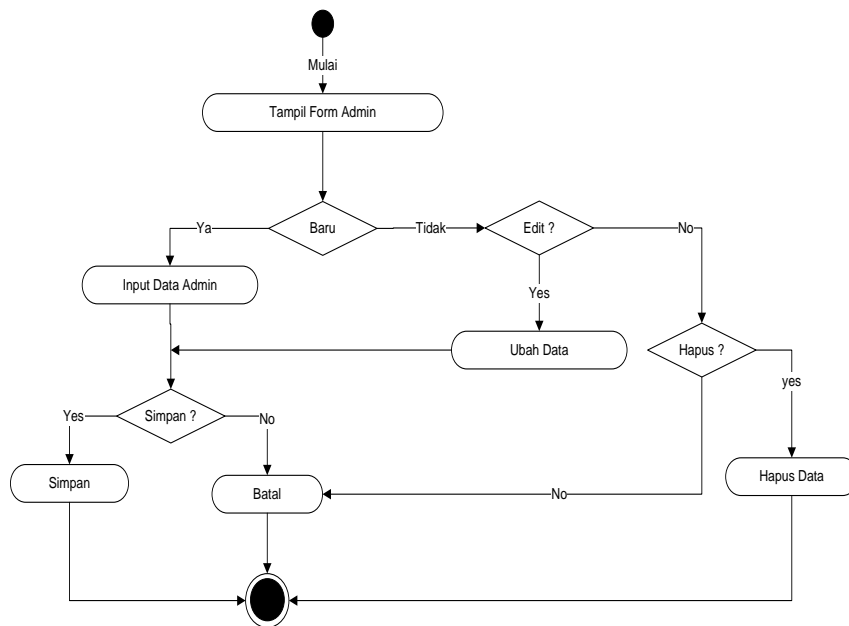 Mulai
Tampil Form Admin
Ya
Baru
Tidak
Edit ?
No
Input Data Admin
Yes
Ubah Data
Hapus ?
yes
Yes
Simpan ?
No
Simpan
Batal
No
Hapus Data